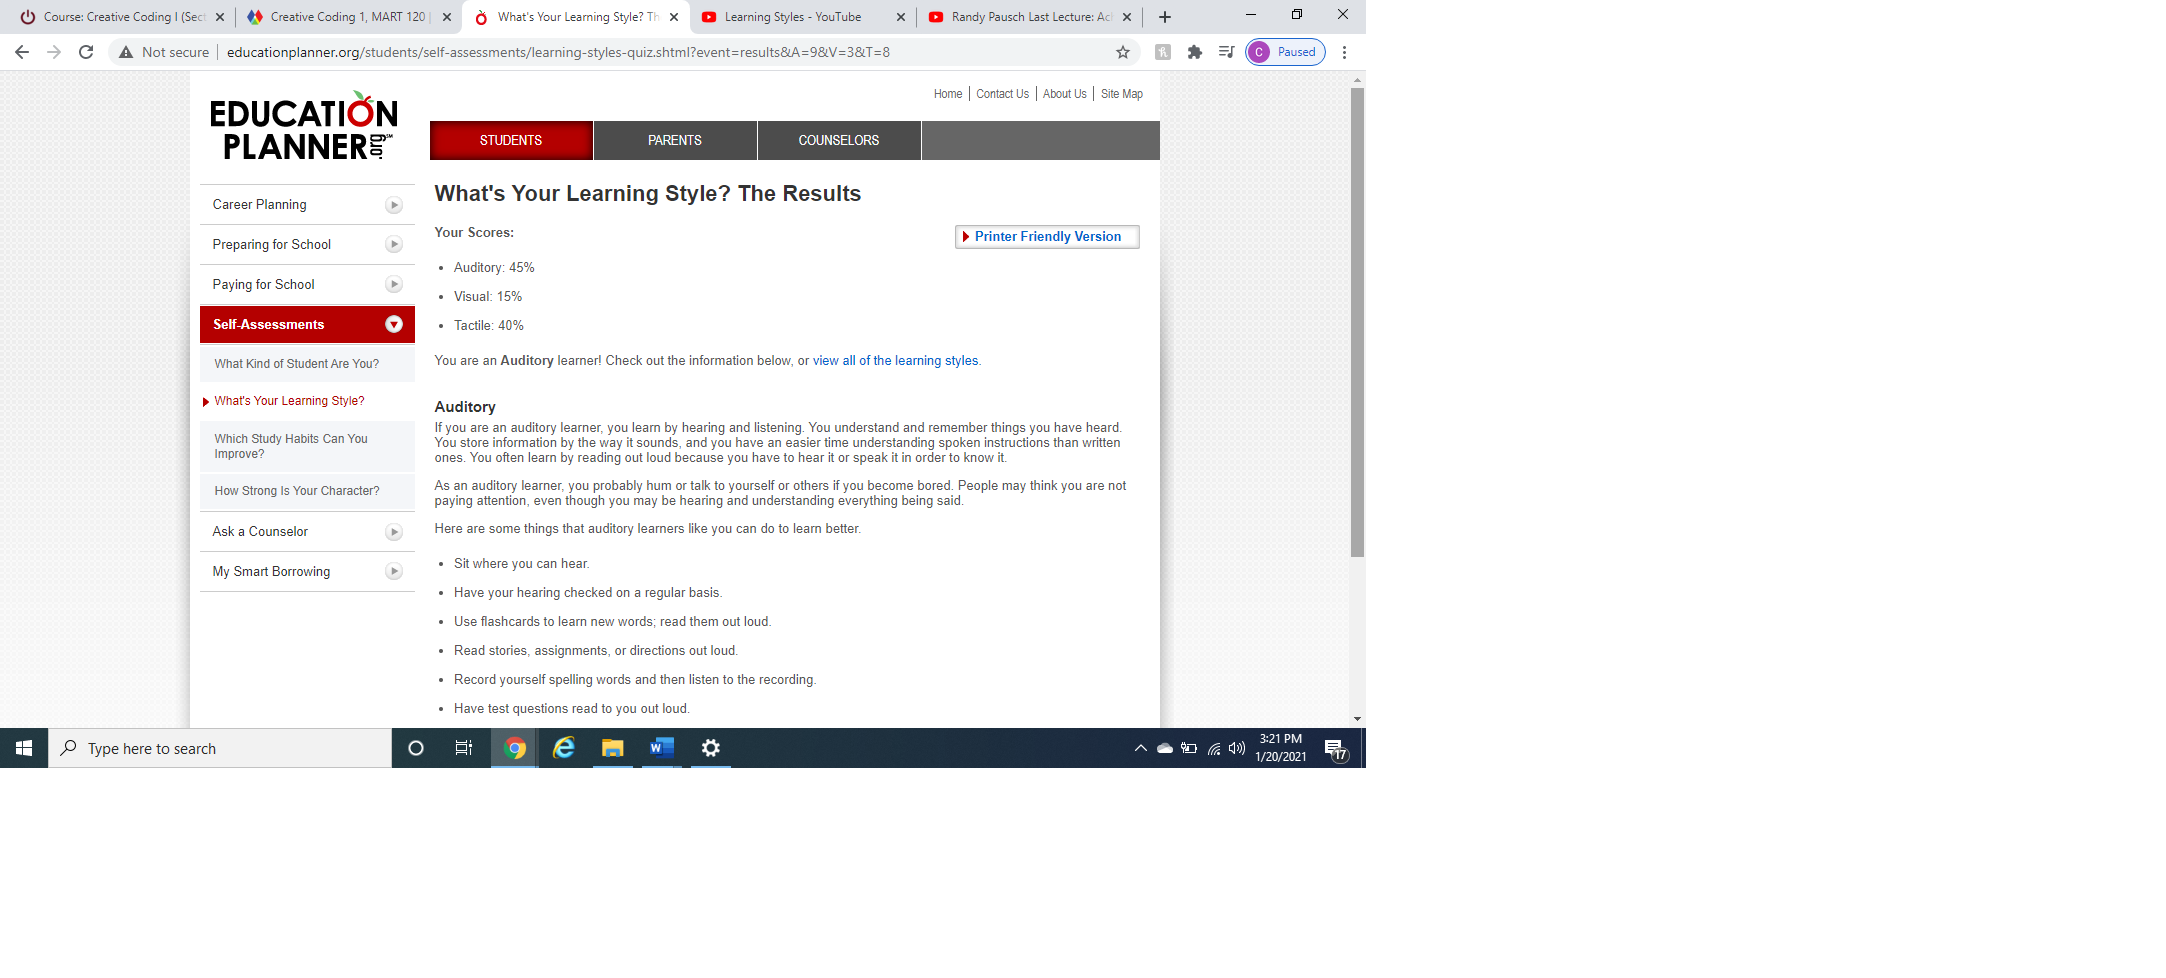 Course: Creative Coding I (Sect
Creative Coding 1, MART 120 |
What's Your Learning Style? Th
Learning Styles - YouTube
Randy Pausch Last Lecture: Ac
Not secure
educationplanner.org/students/self-assessments/learning-styles-quiz.shtml?event=results&A=9&V=3&T=8
C Paused
EDUCATION
PLANNER.org
Home
Contact Us
About Us
Site Map
STUDENTS
PARENTS
COUNSELORS
Career Planning
Preparing for School
Paying for School
Self-Assessments
What Kind of Student Are You?
What's Your Learning Style?
Which Study Habits Can You
Improve?
How Strong Is Your Character?
Ask a Counselor
My Smart Borrowing
What's Your Learning Style? The Results
Your Scores:
Printer Friendly Version
• Auditory: 45%
• Visual: 15%
• Tactile: 40%
You are an Auditory learner! Check out the information below, or view all of the learning styles.
Auditory
If you are an auditory learner, you learn by hearing and listening. You understand and remember things you have heard.
You store information by the way it sounds, and you have an easier time understanding spoken instructions than written
ones. You often learn by reading out loud because you have to hear it or speak it in order to know it.
As an auditory learner, you probably hum or talk to yourself or others if you become bored. People may think you are not
paying attention, even though you may be hearing and understanding everything being said.
Here are some things that auditory learners like you can do to learn better.
• Sit where you can hear.
• Have your hearing checked on a regular basis.
• Use flashcards to learn new words; read them out loud.
• Read stories, assignments, or directions out loud.
• Record yourself spelling words and then listen to the recording.
• Have test questions read to you out loud.
Type here to search
3:21 PM
1/20/2021
17